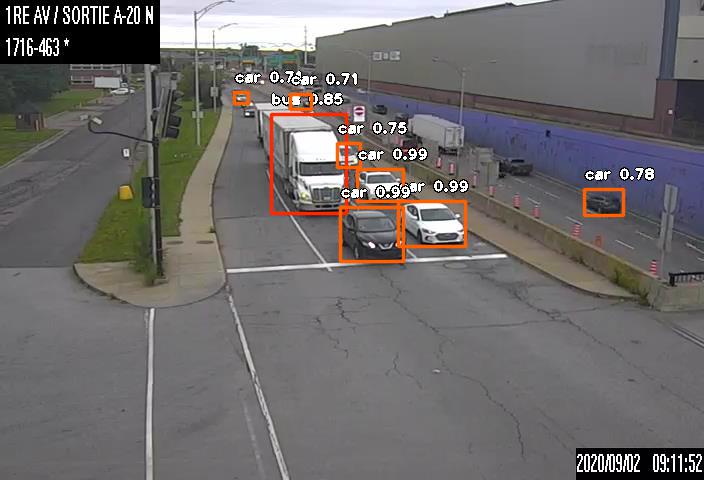 1RE AV / SORTIE A-20 N
1716-463 *
car 0.71
car 0.71
bus 0.85
car 0.75
car 0.99
car 0.99
car 0.99
car 0.78
2020/09/02 09:11:52